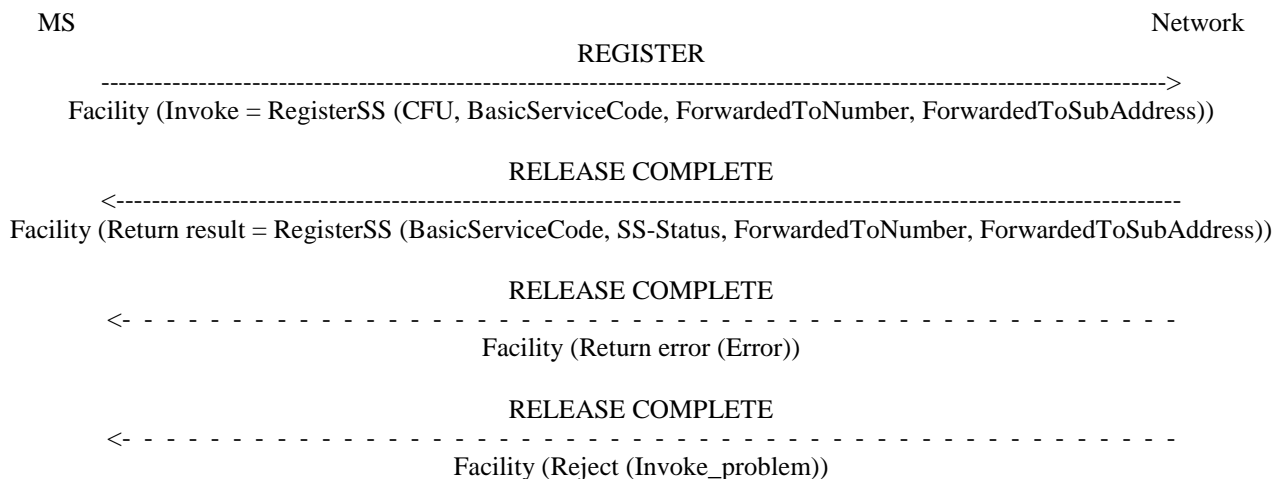 MS Network
REGISTER
Facility (Invoke = RegisterSS (CFU, BasicServiceCode, ForwardedToNumber, ForwardedToSubAddress))
RELEASE COMPLETE
Facility (Return result = RegisterSS (BasicServiceCode, SS-Status, ForwardedToNumber, ForwardedToSubAddress))
RELEASE COMPLETE
Facility (Return error (Error))
RELEASE COMPLETE
Facility (Reject (Invoke_problem))